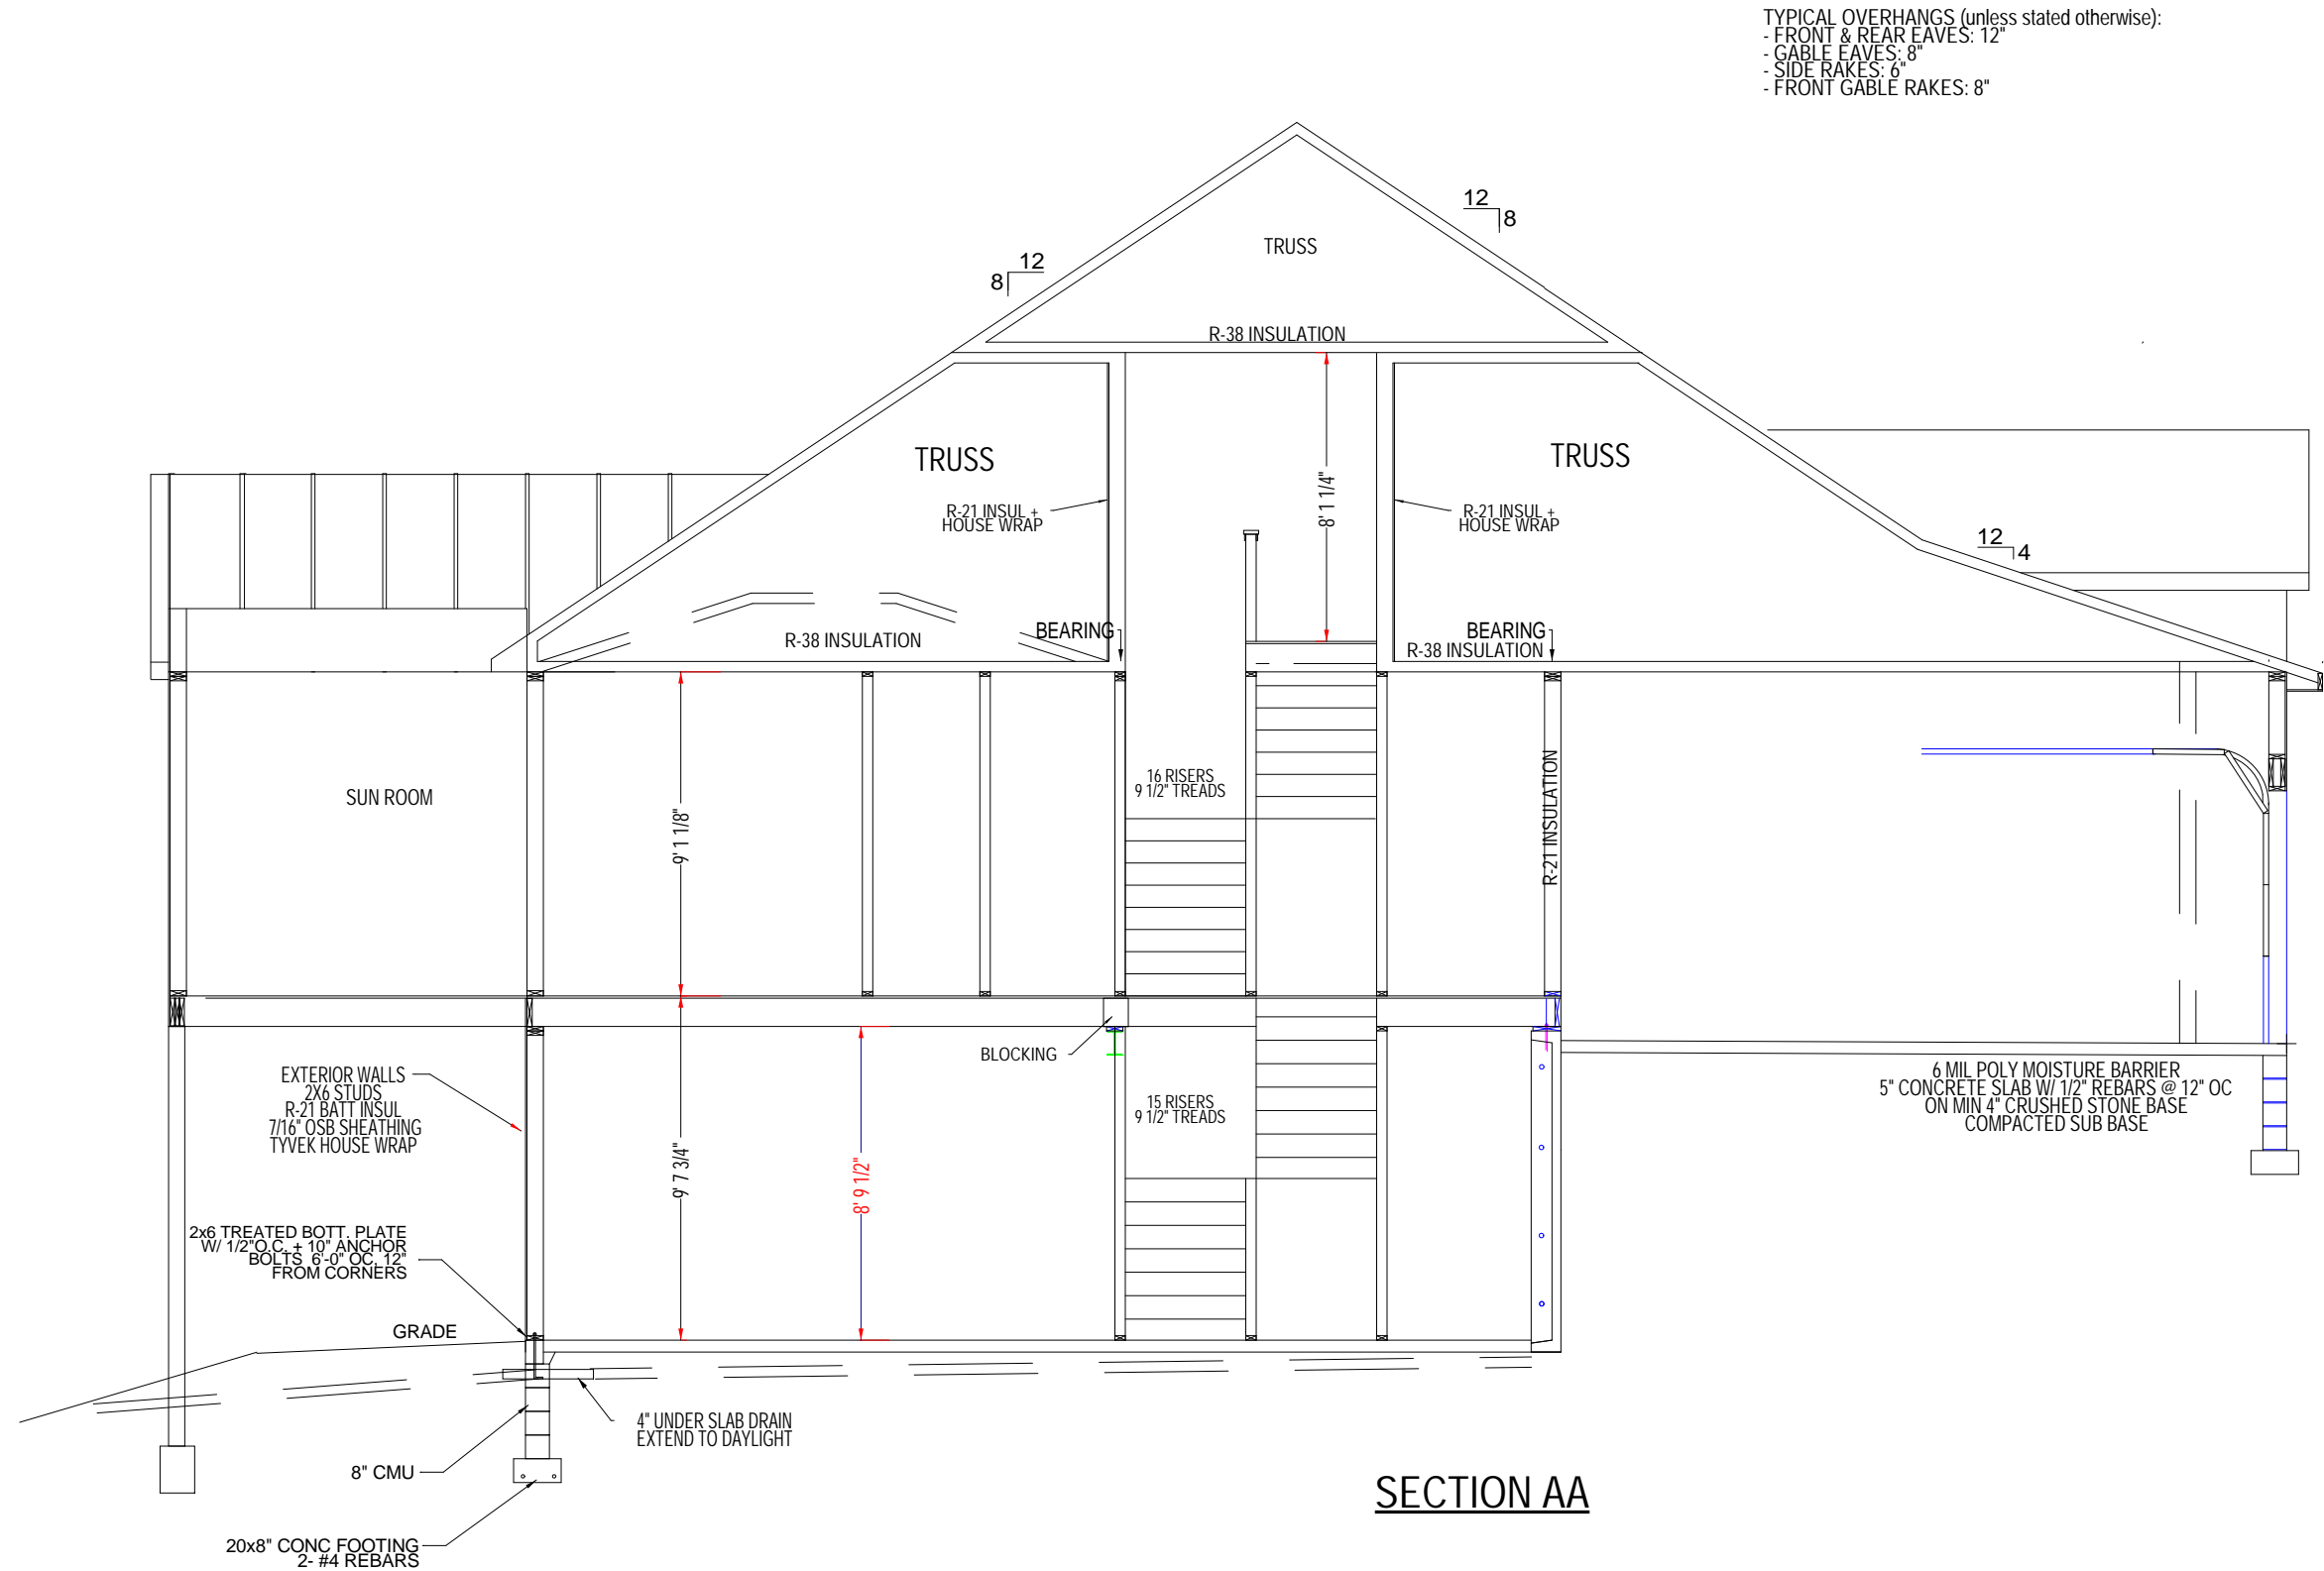 TYPICAL OVERHANGS (unless stated otherwise):
- FRONT & REAR EAVES: 12"
- GABLE EAVES: 8"
- SIDE RAKES: 6"
- FRONT GABLE RAKES: 8"
12
8
12
8
TRUSS
R-38 INSULATION
TRUSS
TRUSS
R-21 INSUL +
HOUSE WRAP
8' 1 1/4"
R-21 INSUL +
HOUSE WRAP
12
4
BEARING
R-38 INSULATION
BEARING
R-38 INSULATION
SUN ROOM
9' 1 1/8"
16 RISERS
9 1/2" TREADS
R-21 INSULATION
BLOCKING
EXTERIOR WALLS
2X6 STUDS
R-21 BATT INSUL
7/16" OSB SHEATHING
TYVEK HOUSE WRAP
9' 7 3/4"
8' 9 1/2"
15 RISERS
9 1/2" TREADS
6 MIL POLY MOISTURE BARRIER
5" CONCRETE SLAB W/ 1/2" REBARS @ 12" OC
ON MIN 4" CRUSHED STONE BASE
COMPACTED SUB BASE
2x6 TREATED BOTT. PLATE
W/ 1/2"O.C. + 10" ANCHOR
BOLTS 6'-0" OC, 12"
FROM CORNERS
GRADE
4" UNDER SLAB DRAIN
EXTEND TO DAYLIGHT
8" CMU
20x8" CONC FOOTING
2- #4 REBARS
SECTION AA